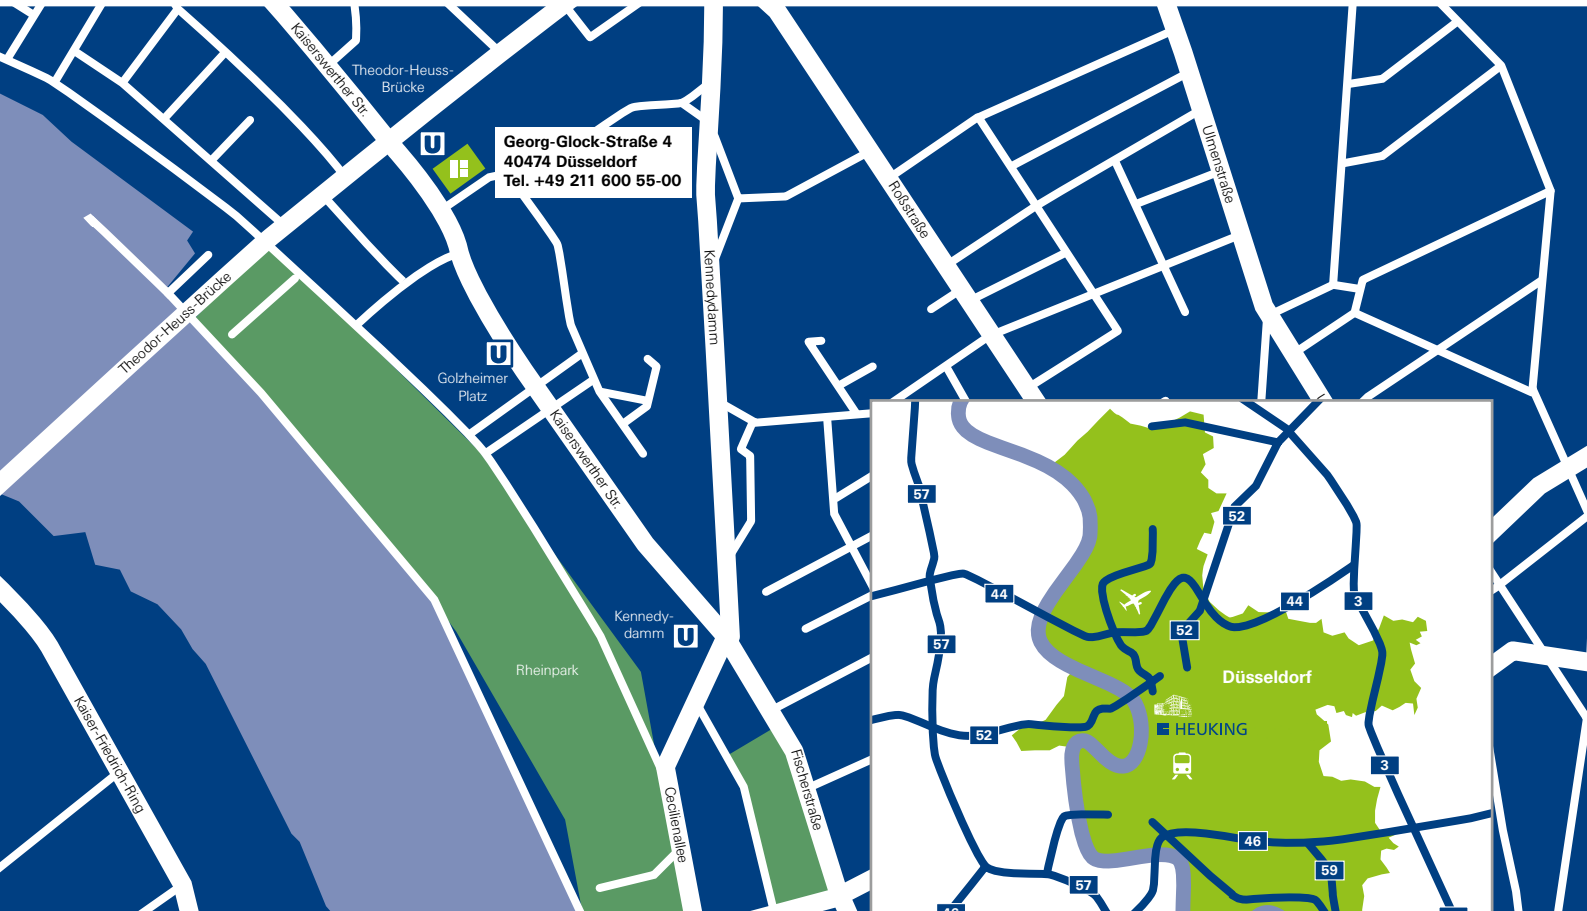 Kaiserswerther Str.
Theodor-Heuss-
Brücke
U
Georg-Glock-Straße 4
40474 Düsseldorf
Tel. +49 211 600 55-00
Roßstraße
Ulmenstraße
Kennedydamm
Theodor-Heuss-Brücke
U
Golzheimer
Platz
Kaiserswerther Str.
Kennedy-
damm
U
Rheinpark
Kaiser-Friedrich-Ring
Cecilienallee
Fischerstraße
57
52
44
44
3
57
52
Düsseldorf
52
HEUKING
3
46
59
57